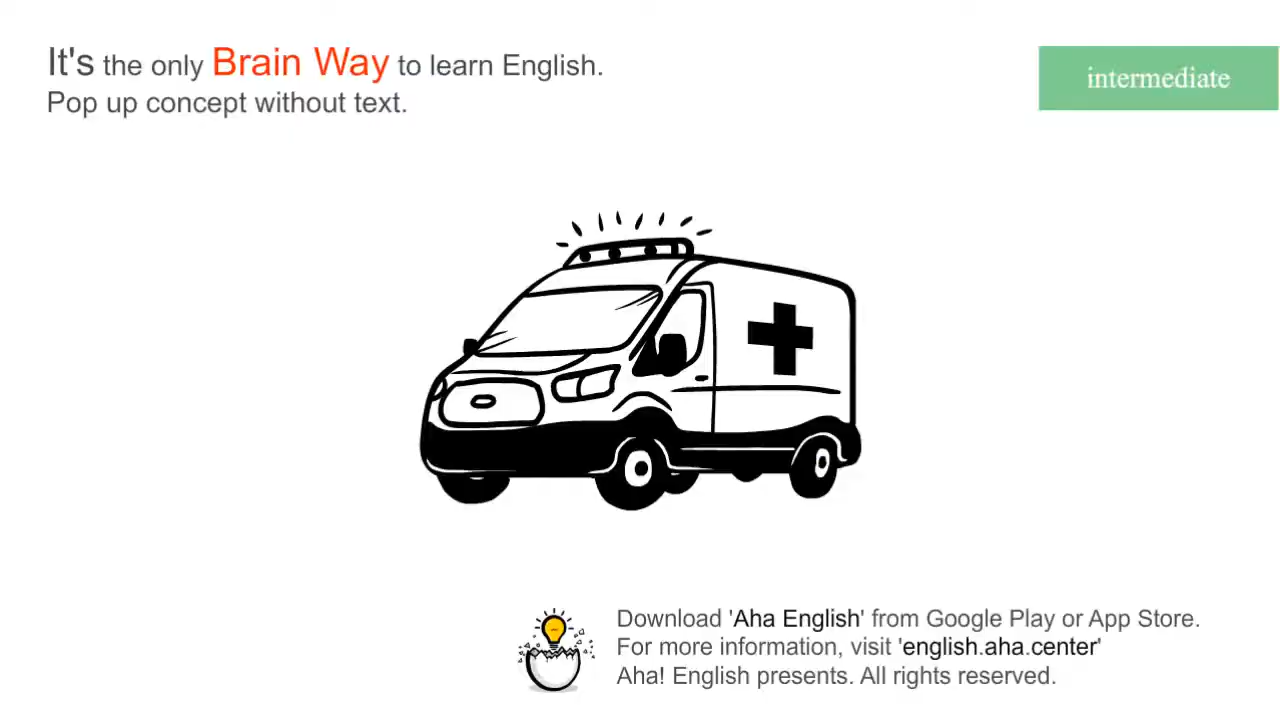 It's the only Brain Way to learn English.
Pop up concept without text.
intermediate
Download 'Aha English' from Google Play or App Store.
For more information, visit 'english.aha.center'
Aha! English presents. All rights reserved.